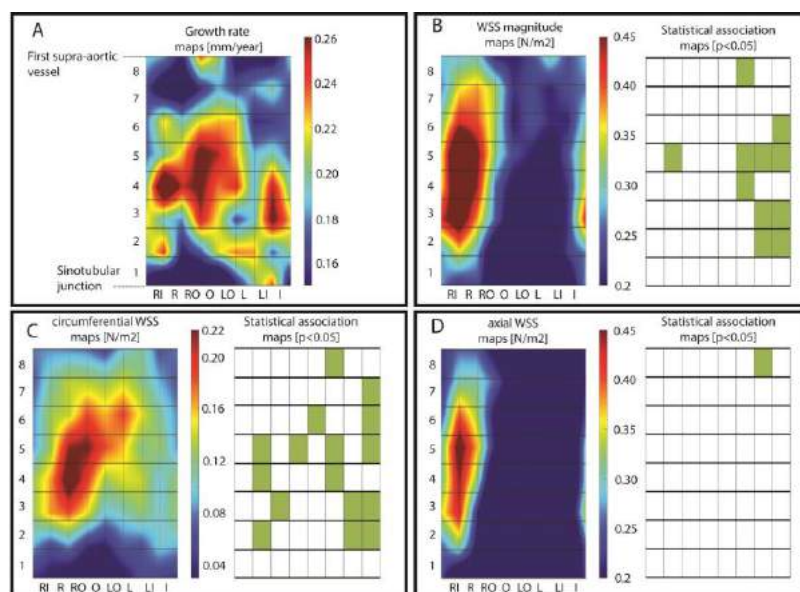 A
Growth rate
maps [mm/year]
First supra-aortic
vessel
8
7
6
5
4
3
2
1
Sinotubular
junction
RI R RO O LO L LI I
0.26
0.24
0.22
0.20
0.18
0.16
B
WSS magnitude
maps [N/m2]
8
7
6
5
4
3
2
1
RI R RO O LO L LI I
0.45
0.40
0.35
0.30
0.25
0.2
Statistical association
maps [p<0.05]
C
circumferential WSS
maps [N/m2]
8
7
6
5
4
3
2
1
RI R RO O LO L LI I
0.22
0.20
0.16
0.12
0.08
0.04
Statistical association
maps [p<0.05]
D
axial WSS
maps [N/m2]
8
7
6
5
4
3
2
1
RI R RO O LO L LI I
0.45
0.40
0.35
0.30
0.25
0.2
Statistical association
maps [p<0.05]